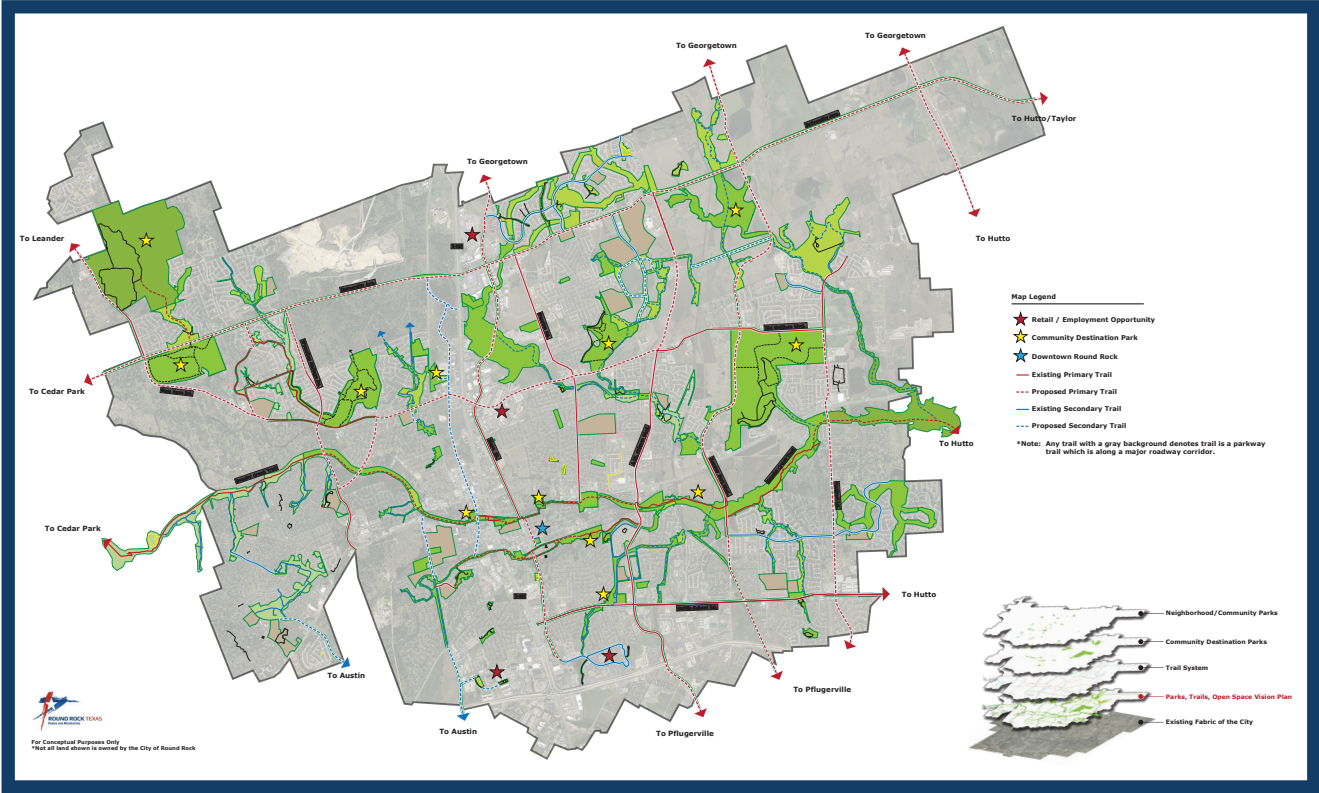 To Georgetown
To Georgetown
To Hutto/Taylor
To Georgetown
To Leander
To Hutto
Map Legend
Retail / Employment Opportunity
Community Destination Park
Downtown Round Rock
Existing Primary Trail
Proposed Primary Trail
Existing Secondary Trail
Proposed Secondary Trail
*Note: Any trail with a gray background denotes trail is a parkway
trail which is along a major roadway corridor.
To Cedar Park
To Hutto
To Cedar Park
To Hutto
To Austin
To Pflugerville
To Austin
To Pflugerville
Neighborhood/Community Parks
Community Destination Parks
Trail System
Parks, Trails, Open Space Vision Plan
Existing Fabric of the City
ROUND ROCK TEXAS
For Conceptual Purposes Only
*Not all land shown is owned by the City of Round Rock